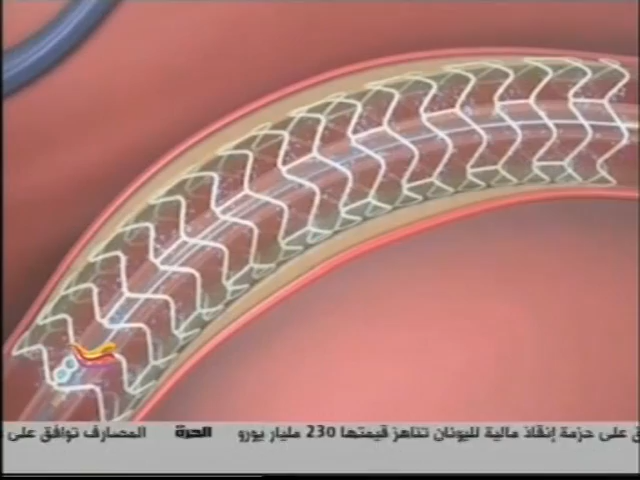 ق على حزمة إنقاذ مالية لليونان تناهز قيمتها 230 مليار يورو الحرة المصارف توافق على